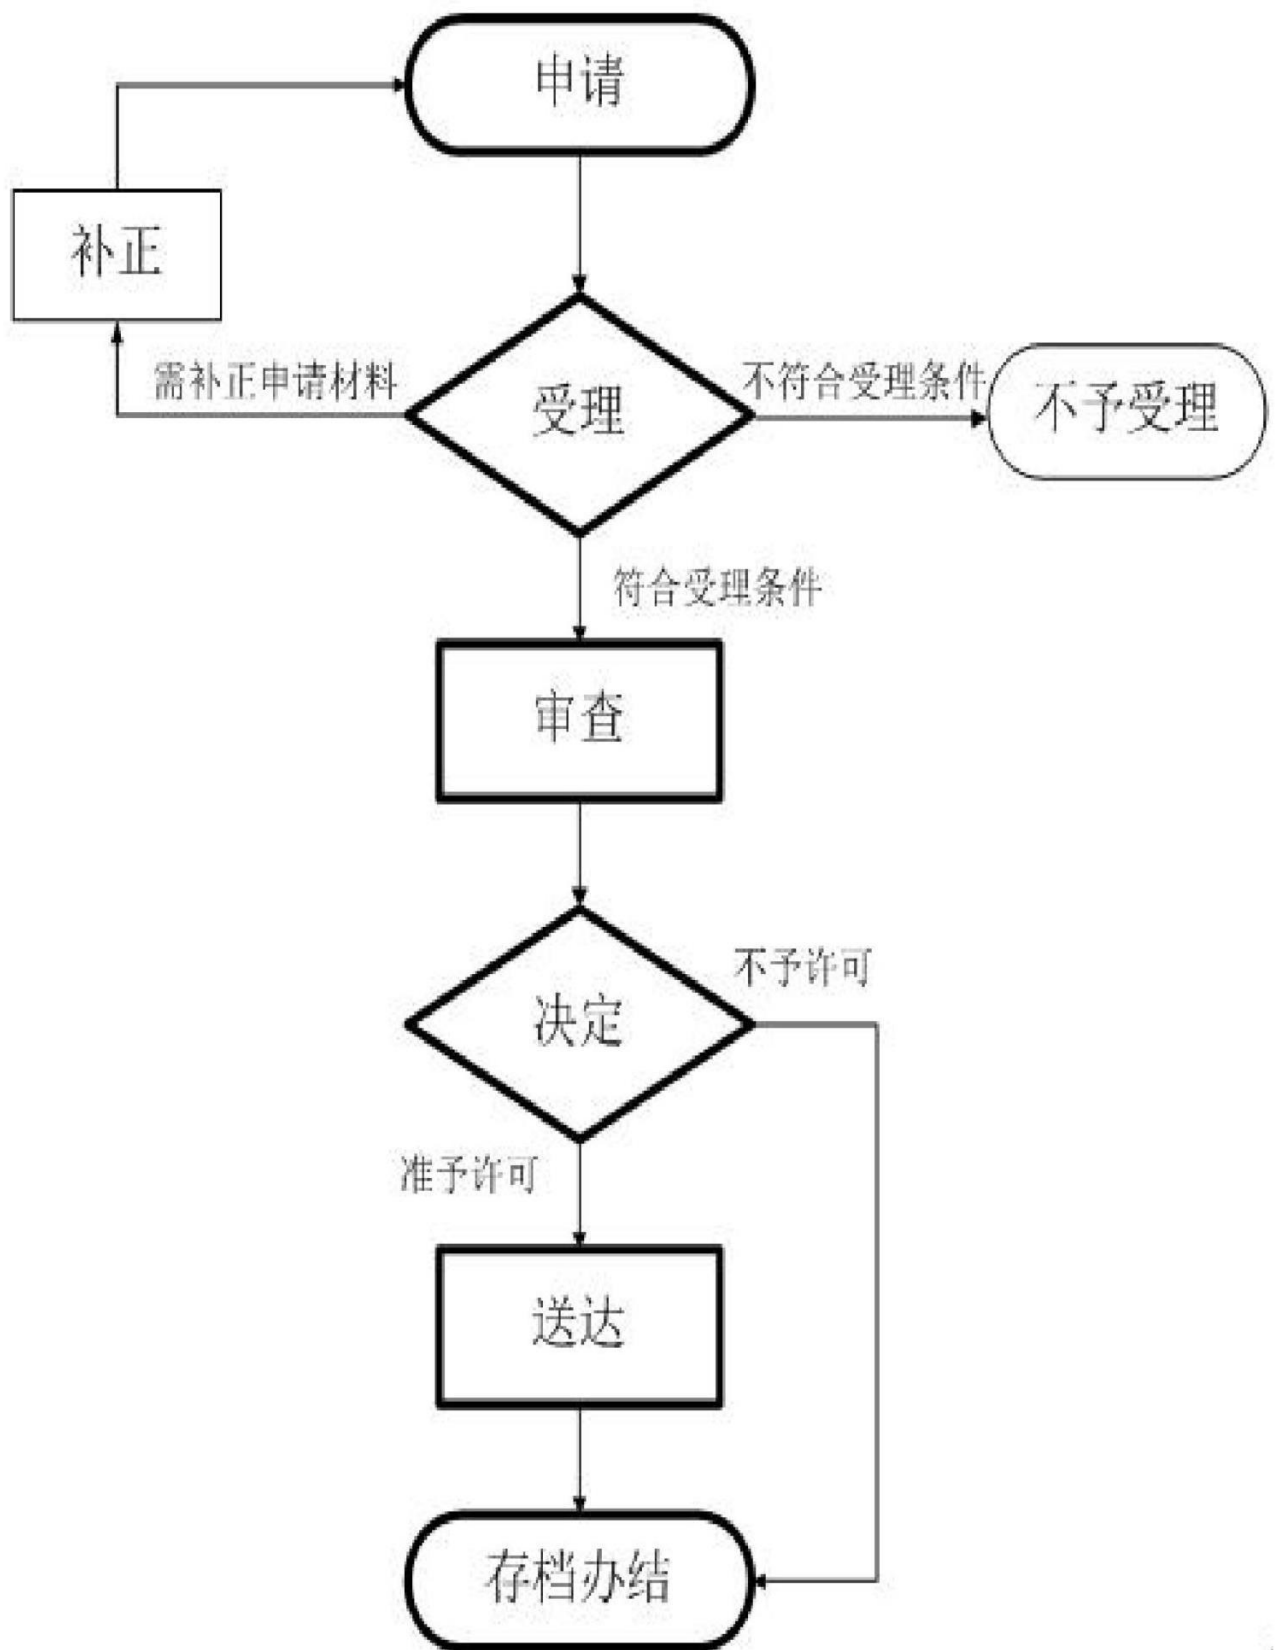 申请
补正
需补正申请材料
受理
不符合受理条件
不予受理
符合受理条件
审查
不予许可
决定
准予许可
送达
存档办结